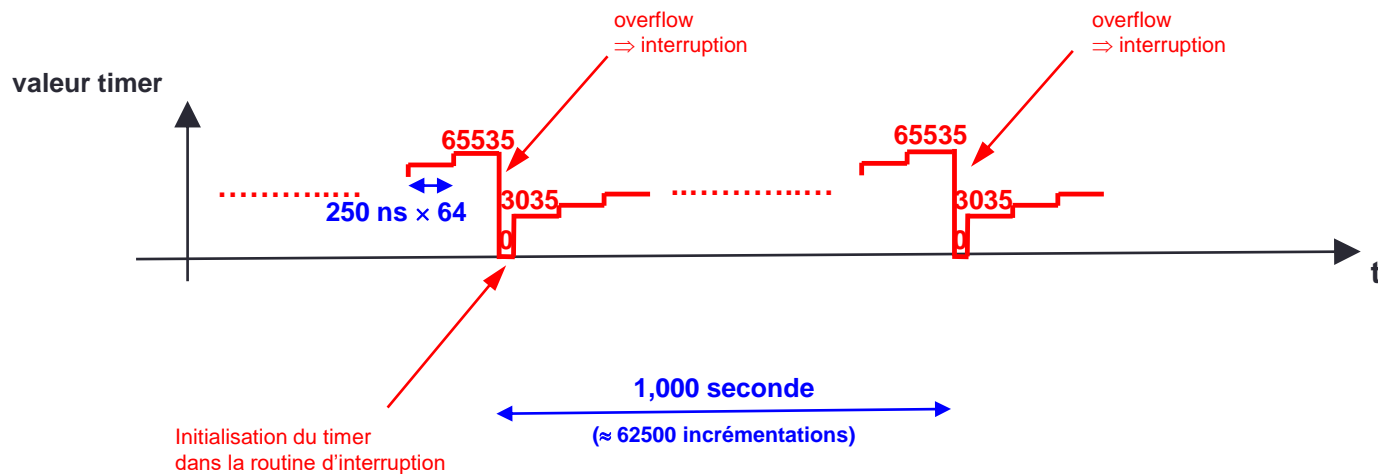 overflow
⇒ interruption
overflow
⇒ interruption
valeur timer
65535
65535
3035
3035
250 ns × 64
0
0
t
1,000 seconde
(≈ 62500 incrémentations)
Initialisation du timer
dans la routine d’interruption